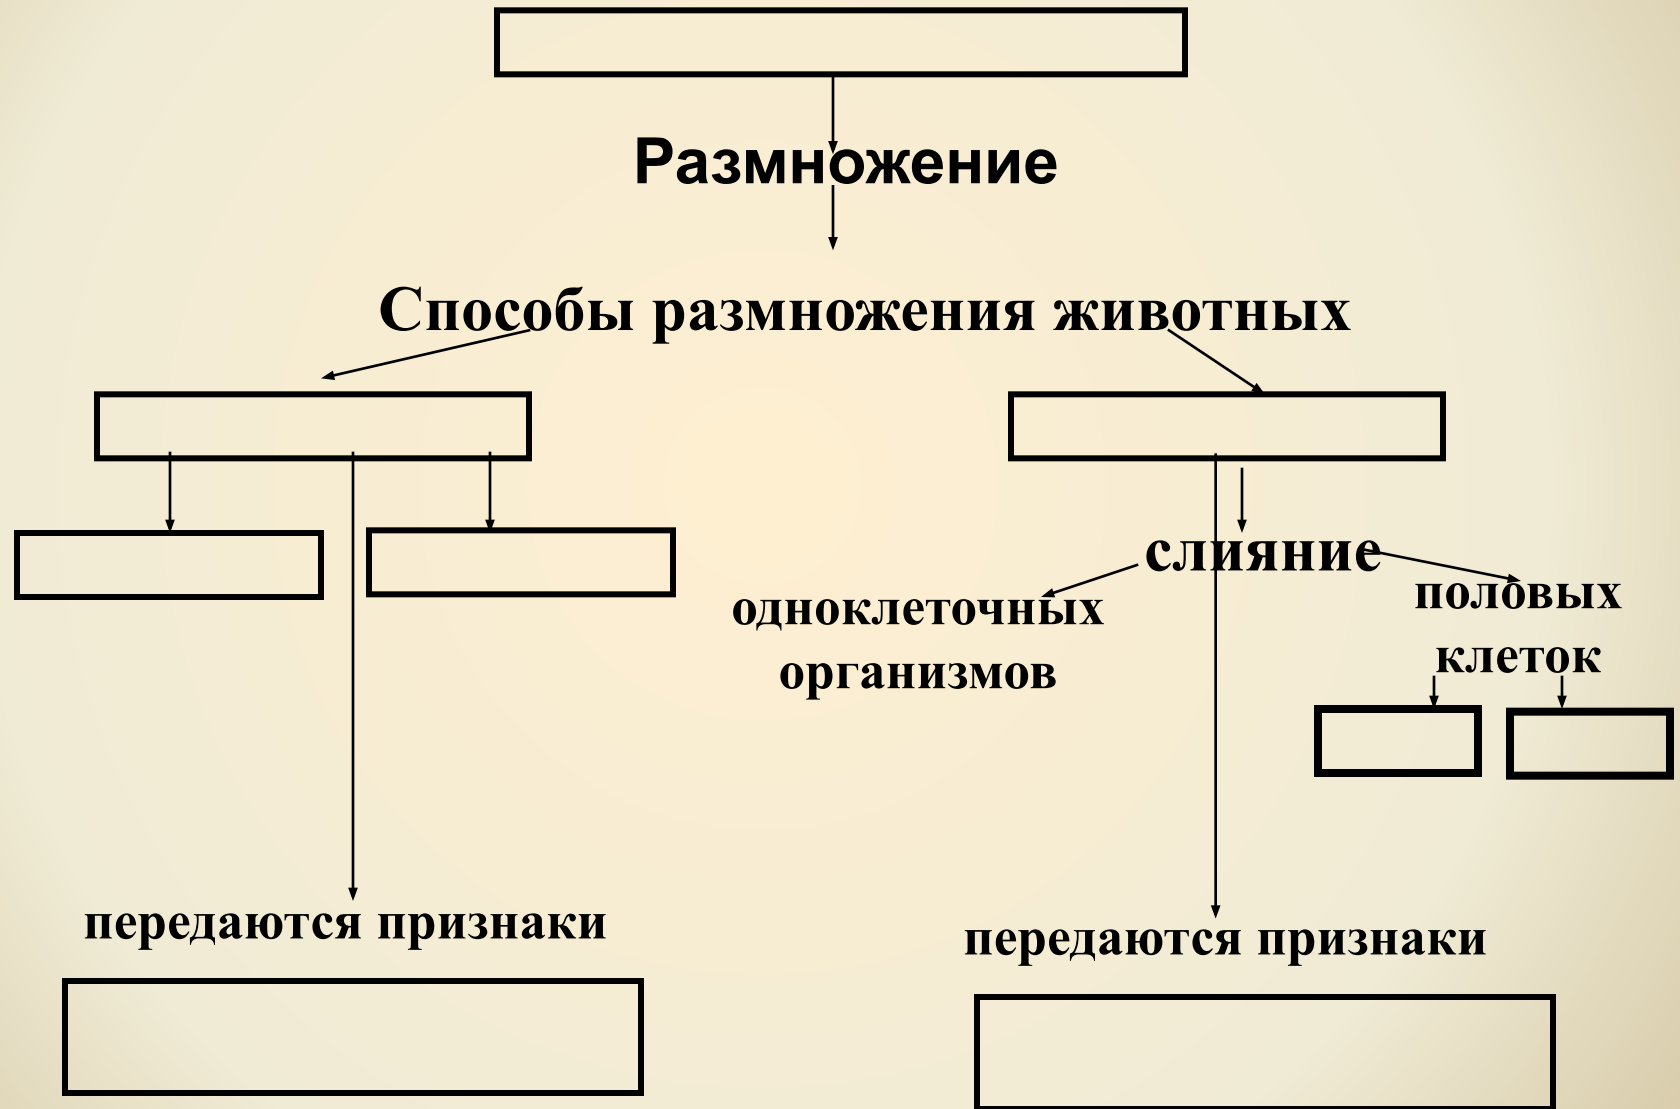 Размножение
Способы размножения животных
слияние
одноклеточных
организмов
половых
клеток
передаются признаки
передаются признаки